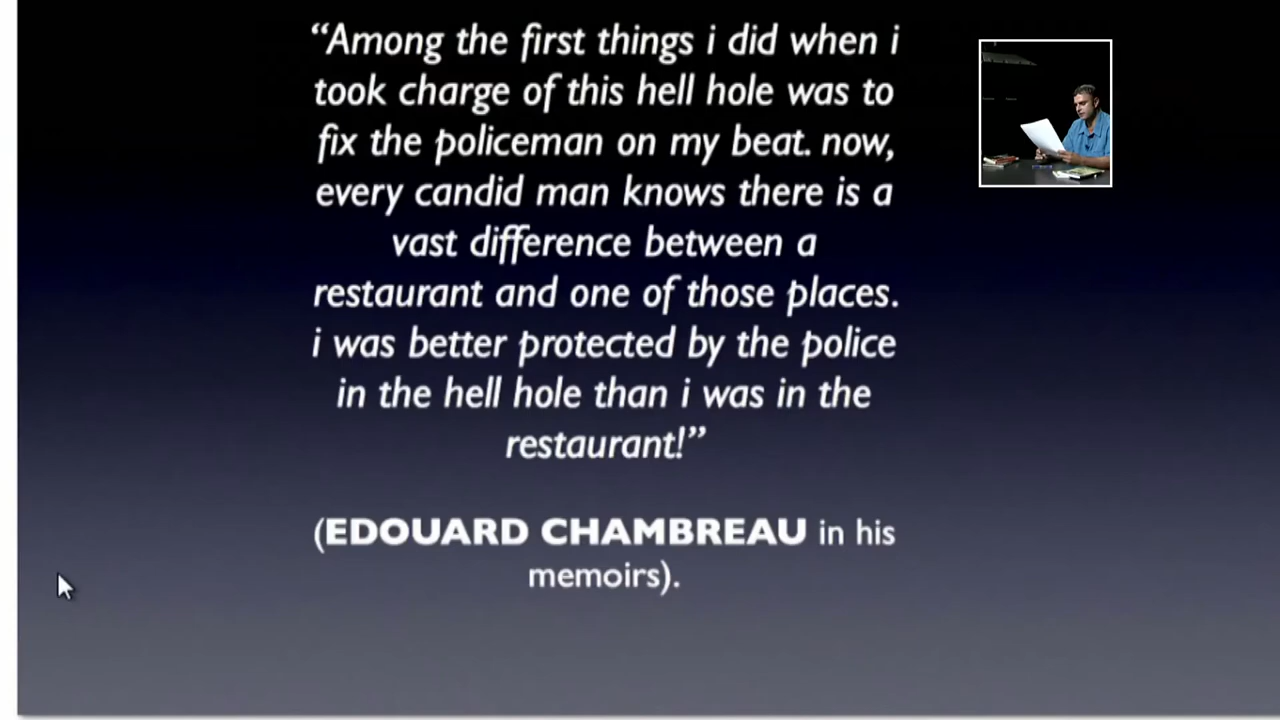 “Among the first things i did when i
took charge of this hell hole was to
fix the policeman on my beat. now,
every candid man knows there is a
vast difference between a
restaurant and one of those places.
i was better protected by the police
in the hell hole than i was in the
restaurant!”
(EDOUARD CHAMBREAU in his
memoirs).